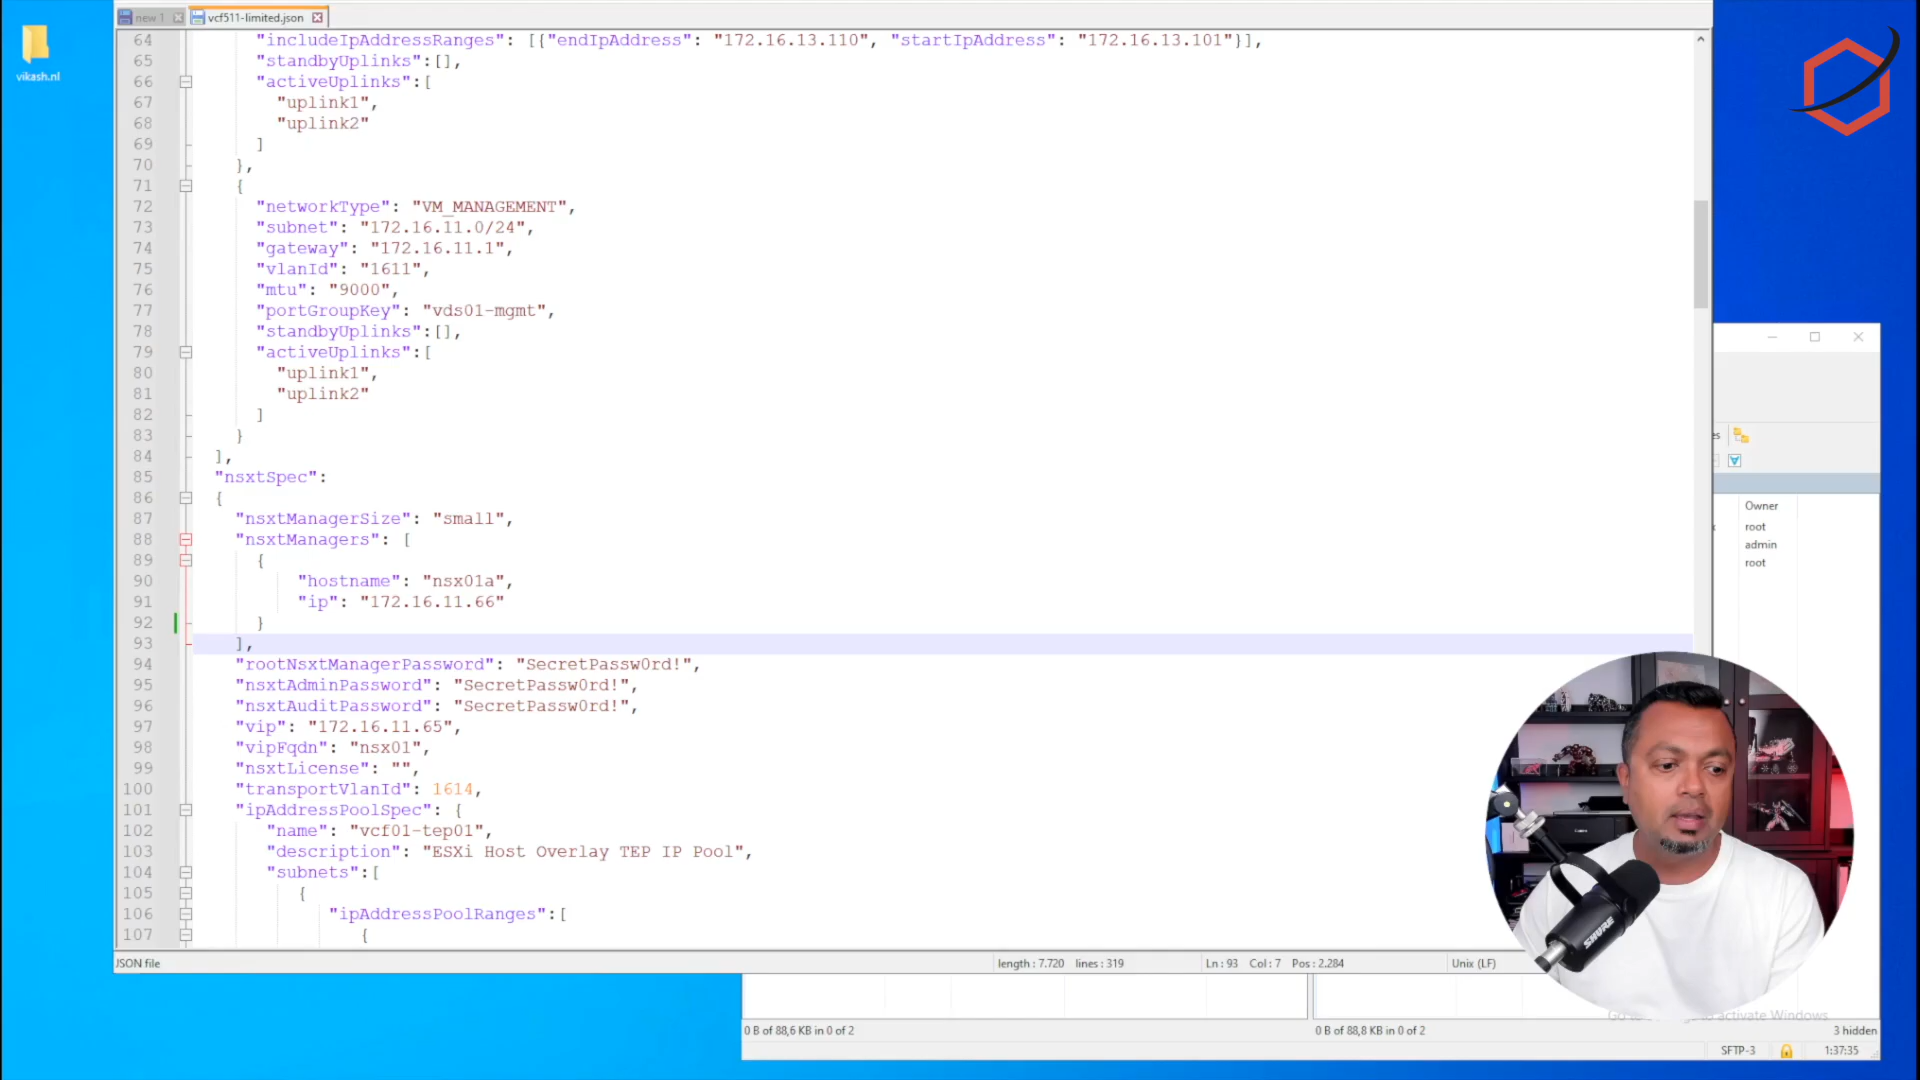 new 1
vcf511-limited.json
vikash.nl
64 "includeIpAddressRanges": [{"endIpAddress": "172.16.13.110", "startIpAddress": "172.16.13.101"}],
65 "standbyUplinks":[],
66 "activeUplinks":[
67 "uplink1",
68 "uplink2"
69 ]
70 },
71 {
72 "networkType": "VM_MANAGEMENT",
73 "subnet": "172.16.11.0/24",
74 "gateway": "172.16.11.1",
75 "vlanId": "1611",
76 "mtu": "9000",
77 "portGroupKey": "vds01-mgmt",
78 "standbyUplinks":[],
79 "activeUplinks":[
80 "uplink1",
81 "uplink2"
82 ]
83 }
84 ],
85 "nsxtSpec":
86 {
87 "nsxtManagerSize": "small",
88 "nsxtManagers": [
89 {
90 "hostname": "nsx01a",
91 "ip": "172.16.11.66"
92 }
93 ],
94 "rootNsxtManagerPassword": "SecretPassw0rd!",
95 "nsxtAdminPassword": "SecretPassw0rd!",
96 "nsxtAuditPassword": "SecretPassw0rd!",
97 "vip": "172.16.11.65",
98 "vipFqdn": "nsx01",
99 "nsxtLicense": "",
100 "transportVlanId": 1614,
101 "ipAddressPoolSpec": {
102 "name": "vcf01-tep01",
103 "description": "ESXi Host Overlay TEP IP Pool",
104 "subnets":[
105 {
106 "ipAddressPoolRanges":[
107 {
JSON file
length : 7.720 lines : 319
Ln : 93 Col : 7 Pos : 2.284
Unix (LF)
Owner
root
admin
root
SHURE
activate Windows.
0 B of 88,6 KB in 0 of 2
0 B of 88,8 KB in 0 of 2
3 hidden
SFTP-3
1:37:35